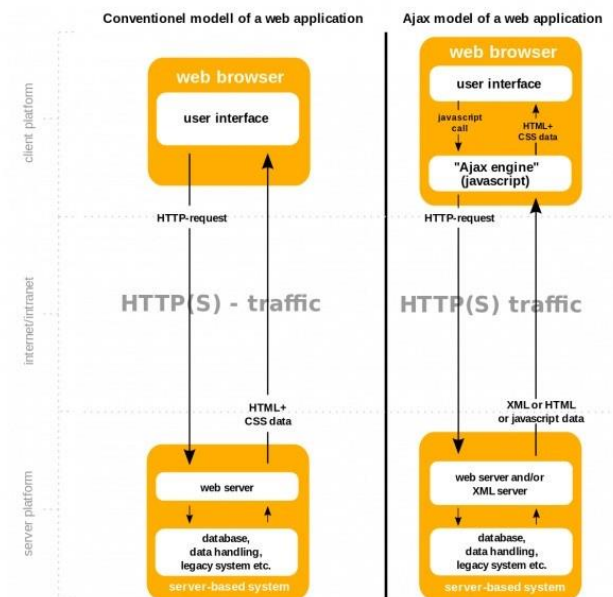 Conventionel modell of a web application
web browser
user interface
HTTP-request
HTTP(S) - traffic
HTML+
CSS data
web server
database,
data handling,
legacy system etc.
server-based system
Ajax model of a web application
web browser
user interface
javascript
call
HTML+
CSS data
"Ajax engine"
(javascript)
HTTP-request
HTTP(S) traffic
XML or HTML
or javascript data
web server and/or
XML server
database,
data handling,
legacy system etc.
server-based system
client platform
internet/intranet
server platform